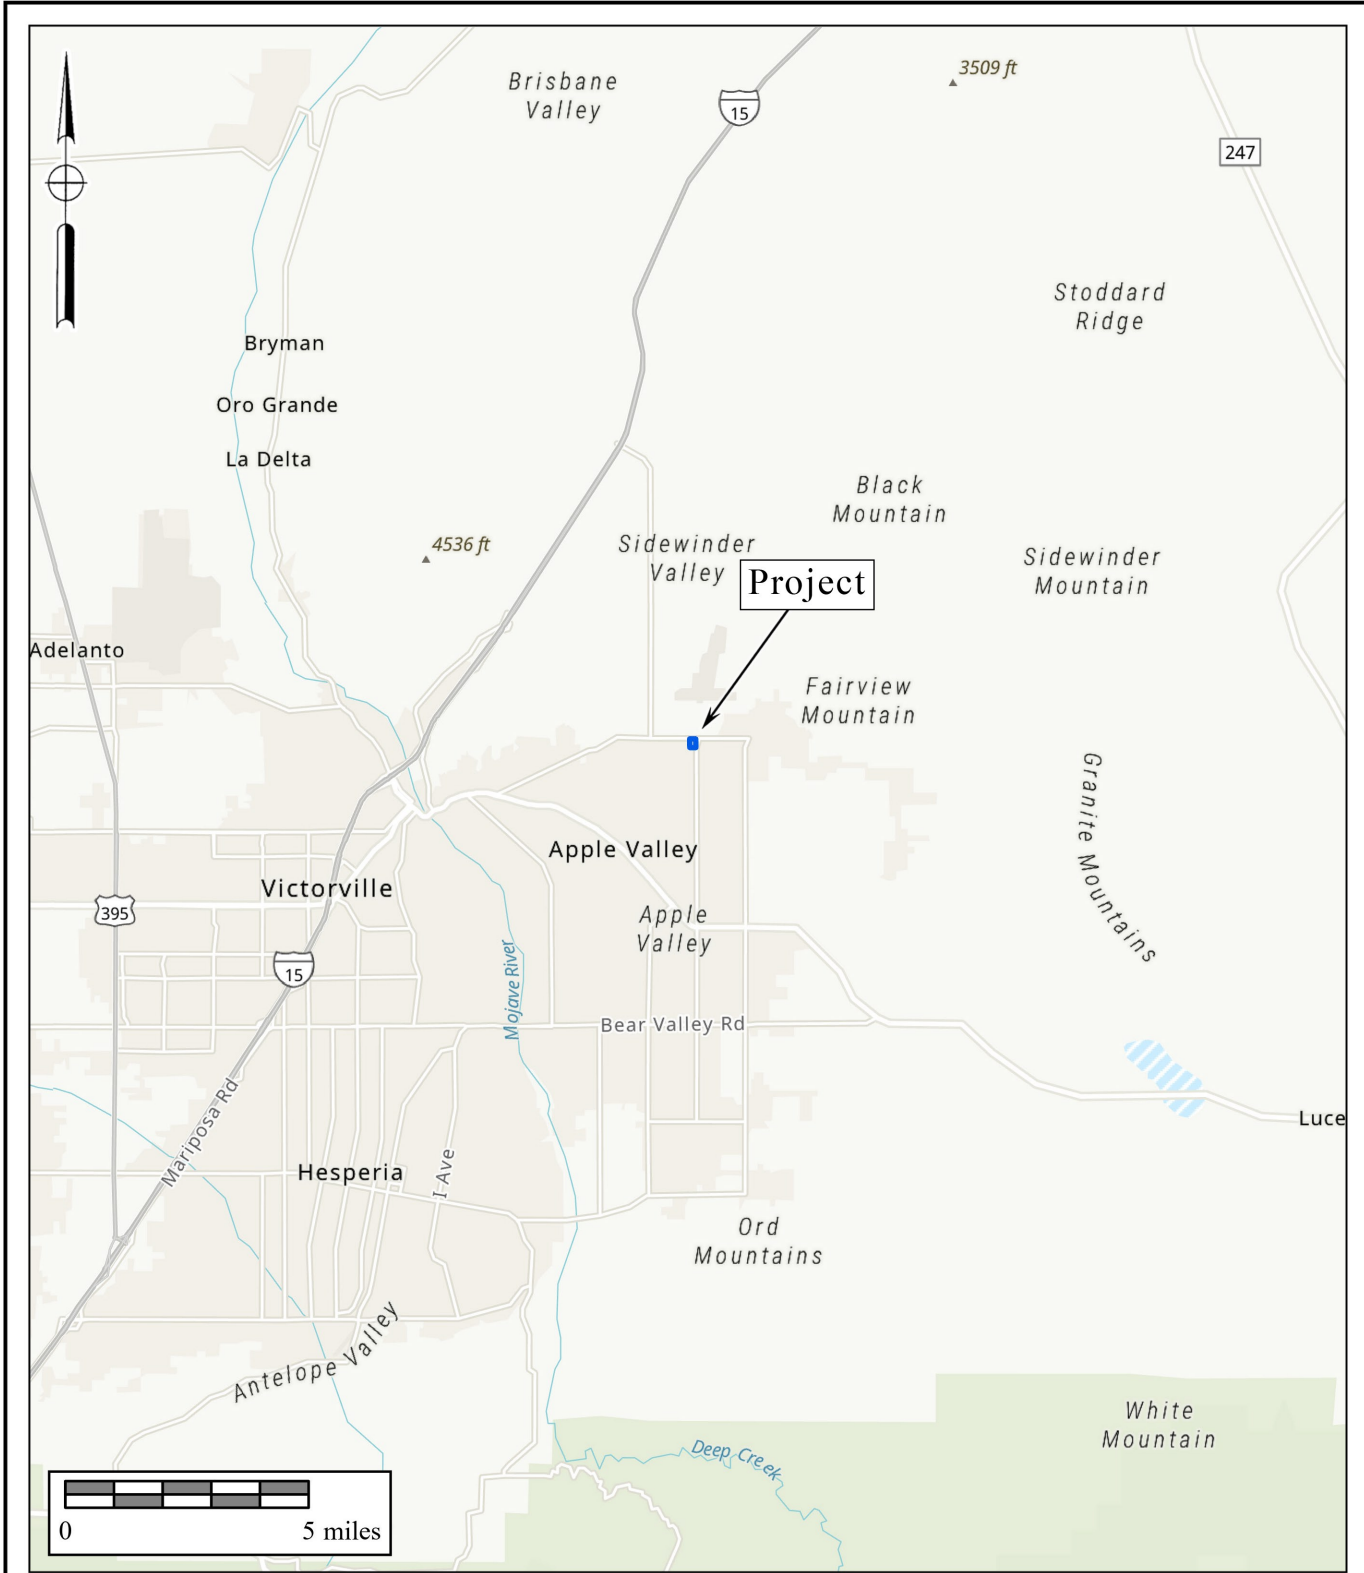 3509 ft
Brisbane
Valley
15
247
Stoddard
Ridge
Bryman
Oro Grande
La Delta
Black
Mountain
4536 ft
Sidewinder
Valley
Sidewinder
Mountain
Project
Adelanto
Fairview
Mountain
Granite Mountains
Apple Valley
Victorville
395
Apple
Valley
15
Mojave River
Bear Valley Rd
Mariposa Rd
Luce
Hesperia
I Ave
Ord
Mountains
Antelope Valley
White
Mountain
Deep Creek
0
5 miles